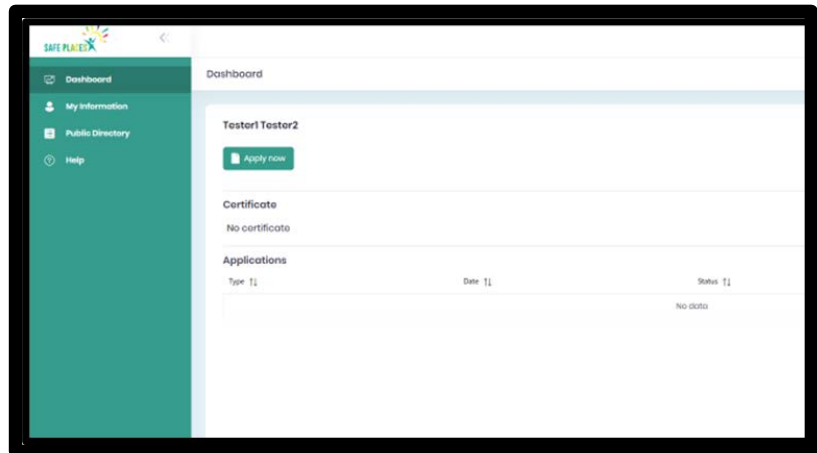 SAFE PLACES
Dashboard
My Information
Public Directory
Help
Dashboard
Tester1 Tester2
Apply now
Certificate
No certificate
Applications
Type Date Status
No data